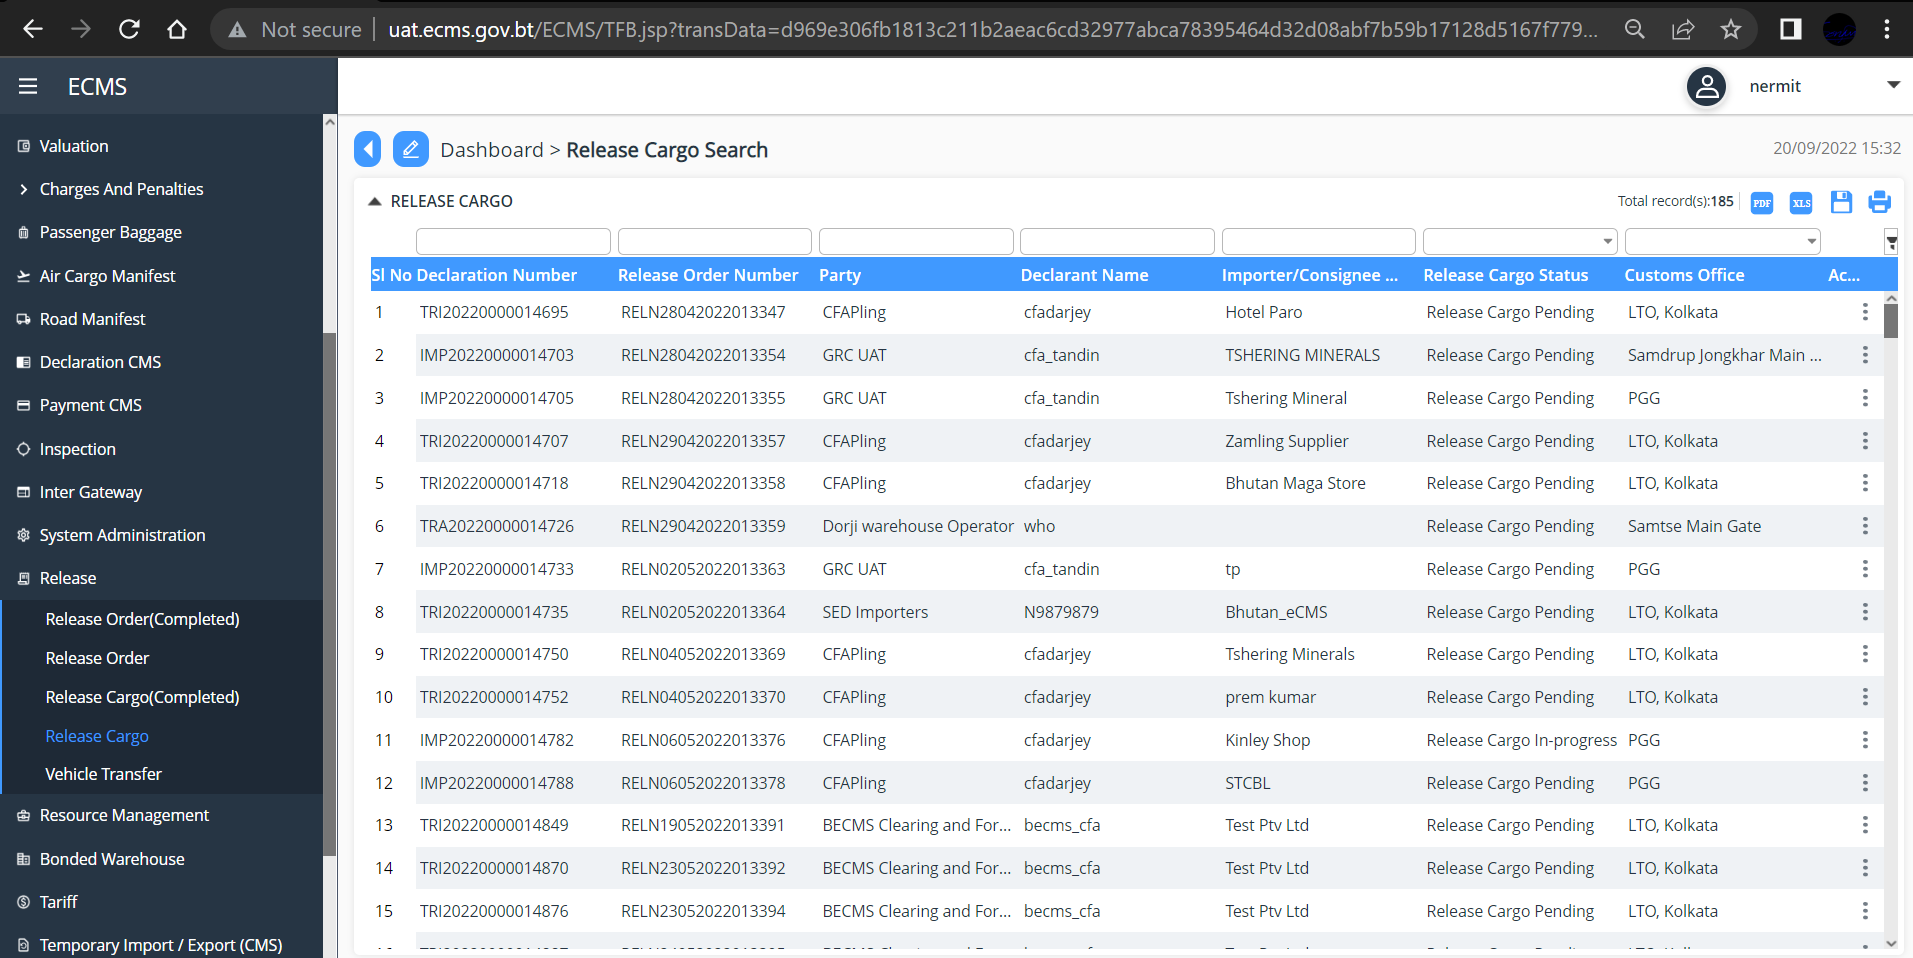 Not secure | uat.ecms.gov.bt/ECMS/TFB.jsp?transData=d969e306fb1813c211b2aeac6cd32977abca78395464d32d08abf7b59b17128d5167f779...
ECMS
nermit
Valuation
Charges And Penalties
Passenger Baggage
Air Cargo Manifest
Road Manifest
Declaration CMS
Payment CMS
Inspection
Inter Gateway
System Administration
Release
Release Order(Completed)
Release Order
Release Cargo(Completed)
Release Cargo
Vehicle Transfer
Resource Management
Bonded Warehouse
Tariff
Temporary Import / Export (CMS)
Dashboard > Release Cargo Search
20/09/2022 15:32
RELEASE CARGO
Total record(s):185
PDF
XLS
Sl No Declaration Number Release Order Number Party Declarant Name Importer/Consignee ... Release Cargo Status Customs Office Ac...
1 TRI20220000014695 RELN28042022013347 CFAPling cfadarjey Hotel Paro Release Cargo Pending LTO, Kolkata
2 IMP20220000014703 RELN28042022013354 GRC UAT cfa_tandin TSHERING MINERALS Release Cargo Pending Samdrup Jongkhar Main ...
3 IMP20220000014705 RELN28042022013355 GRC UAT cfa_tandin Tshering Mineral Release Cargo Pending PGG
4 TRI20220000014707 RELN29042022013357 CFAPling cfadarjey Zamling Supplier Release Cargo Pending LTO, Kolkata
5 TRI20220000014718 RELN29042022013358 CFAPling cfadarjey Bhutan Maga Store Release Cargo Pending LTO, Kolkata
6 TRA20220000014726 RELN29042022013359 Dorji warehouse Operator who Release Cargo Pending Samtse Main Gate
7 IMP20220000014733 RELN02052022013363 GRC UAT cfa_tandin tp Release Cargo Pending PGG
8 TRI20220000014735 RELN02052022013364 SED Importers N9879879 Bhutan_eCMS Release Cargo Pending LTO, Kolkata
9 TRI20220000014750 RELN04052022013369 CFAPling cfadarjey Tshering Minerals Release Cargo Pending LTO, Kolkata
10 TRI20220000014752 RELN04052022013370 CFAPling cfadarjey prem kumar Release Cargo Pending LTO, Kolkata
11 IMP20220000014782 RELN06052022013376 CFAPling cfadarjey Kinley Shop Release Cargo In-progress PGG
12 IMP20220000014788 RELN06052022013378 CFAPling cfadarjey STCBL Release Cargo Pending PGG
13 TRI20220000014849 RELN19052022013391 BECMS Clearing and For... becms_cfa Test Ptv Ltd Release Cargo Pending LTO, Kolkata
14 TRI20220000014870 RELN23052022013392 BECMS Clearing and For... becms_cfa Test Ptv Ltd Release Cargo Pending LTO, Kolkata
15 TRI20220000014876 RELN23052022013394 BECMS Clearing and For... becms_cfa Test Ptv Ltd Release Cargo Pending LTO, Kolkata